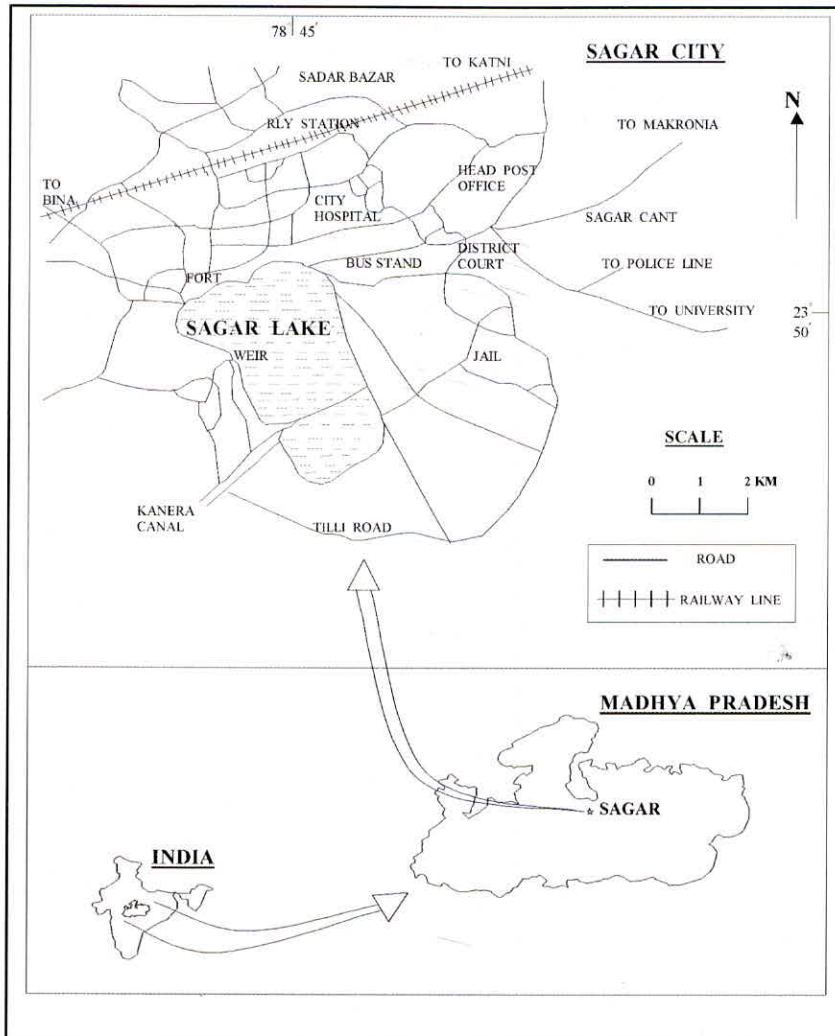 78° 45'
SAGAR CITY
TO KATNI
SADAR BAZAR
N
RLY STATION
TO MAKRONIA
HEAD POST
OFFICE
TO
BINA
CITY
HOSPITAL
SAGAR CANT
DISTRICT
COURT
BUS STAND
TO POLICE LINE
FORT
TO UNIVERSITY
23°
50'
SAGAR LAKE
WEIR
JAIL
SCALE
0 1 2 KM
KANERA
CANAL
TILLI ROAD
ROAD
RAILWAY LINE
MADHYA PRADESH
SAGAR
INDIA